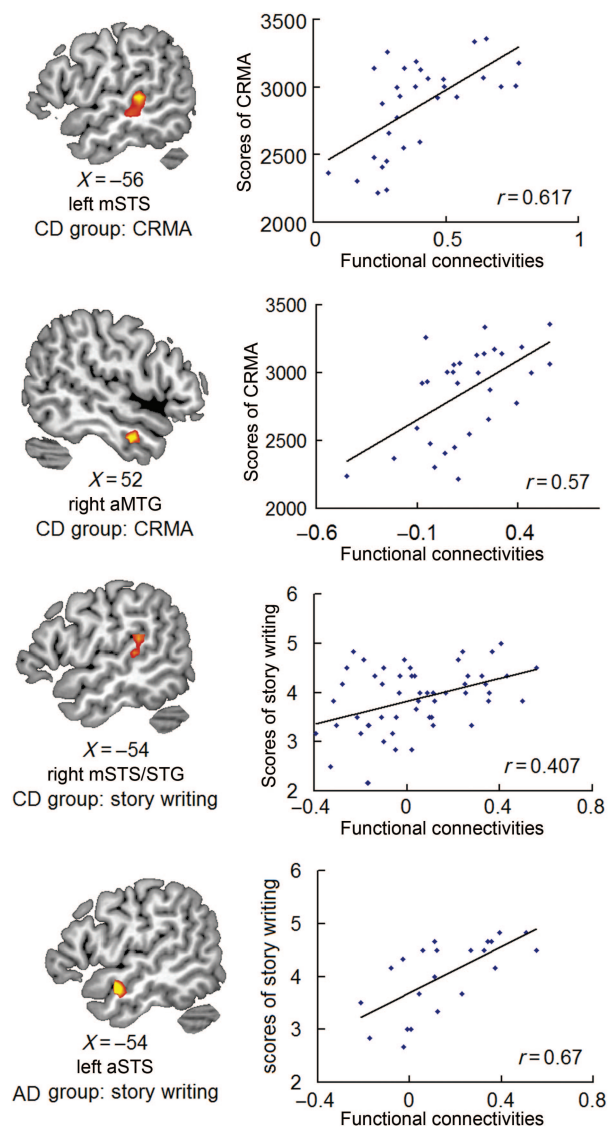 X = –56
left mSTS
CD group: CRMA
Scores of CRMA
3500
3000
2500
2000
0
0.5
1
r = 0.617
Functional connectivities
X = 52
right aMTG
CD group: CRMA
Scores of CRMA
3500
3000
2500
2000
–0.6
–0.1
0.4
r = 0.57
Functional connectivities
X = –54
right mSTS/STG
CD group: story writing
Scores of story writing
6
5
4
3
2
–0.4
0
0.4
0.8
r = 0.407
Functional connectivities
X = –54
left aSTS
AD group: story writing
scores of story writing
6
5
4
3
2
–0.4
0
0.4
0.8
r = 0.67
Functional connectivities